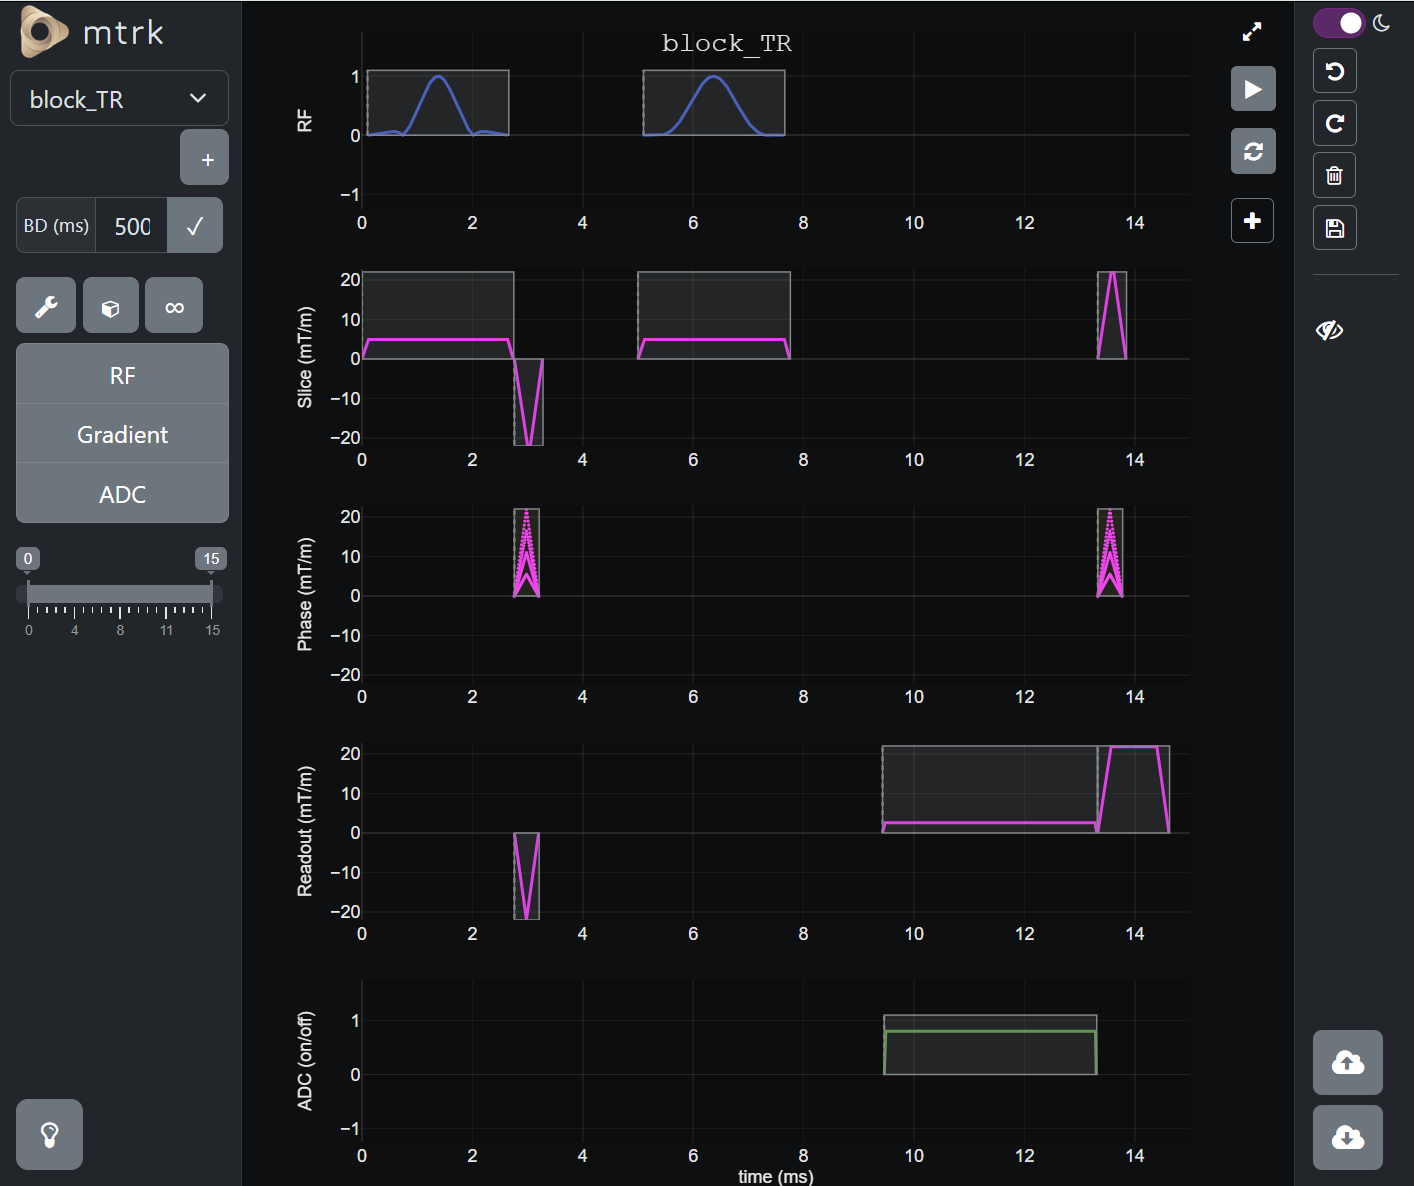 mtrk
block_TR
+
BD (ms) 500
RF
Gradient
ADC
0 15
0 4 8 11 15
block_TR
RF
1
0
−1
0 2 4 6 8 10 12 14
Slice (mT/m)
20
10
0
−10
−20
0 2 4 6 8 10 12 14
Phase (mT/m)
20
10
0
−10
−20
0 2 4 6 8 10 12 14
Readout (mT/m)
20
10
0
−10
−20
0 2 4 6 8 10 12 14
ADC (on/off)
1
0
−1
0 2 4 6 8 10 12 14
time (ms)